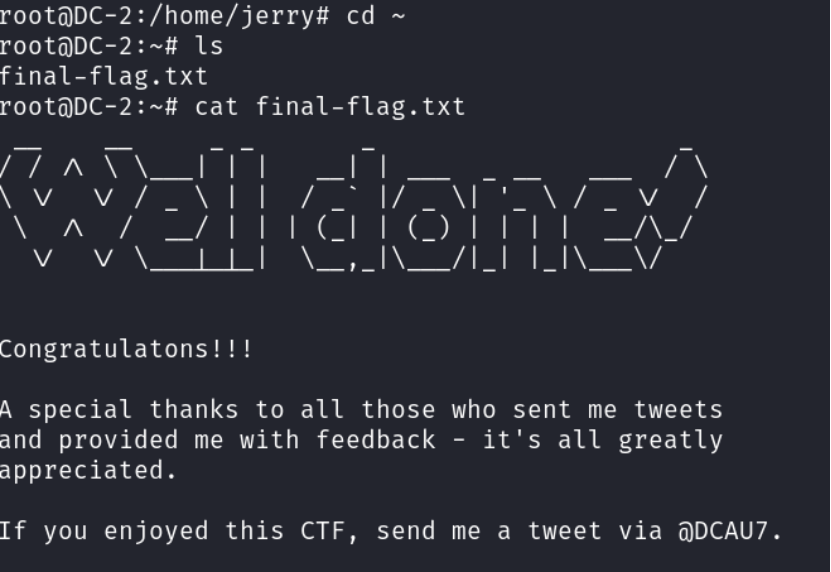 root@DC-2:/home/jerry# cd ~
root@DC-2:~# ls
final-flag.txt
root@DC-2:~# cat final-flag.txt
Well done!
Congratulatons!!!
A special thanks to all those who sent me tweets
and provided me with feedback - it's all greatly
appreciated.
If you enjoyed this CTF, send me a tweet via @DCAU7.